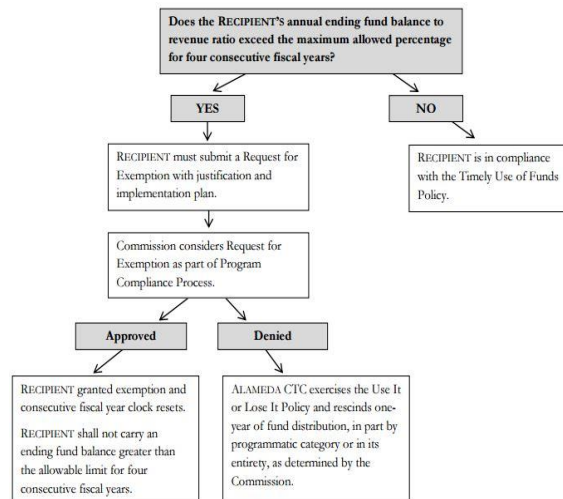 Does the RECIPIENT'S annual ending fund balance to
revenue ratio exceed the maximum allowed percentage
for four consecutive fiscal years?
YES
NO
RECIPIENT must submit a Request for
Exemption with justification and
implementation plan.
RECIPIENT is in compliance
with the Timely Use of Funds
Policy.
Commission considers Request for
Exemption as part of Program
Compliance Process.
Approved
Denied
RECIPIENT granted exemption and
consecutive fiscal year clock resets.
RECIPIENT shall not carry an
ending fund balance greater than
the allowable limit for four
consecutive fiscal years.
ALAMEDA CTC exercises the Use It
or Lose It Policy and rescinds one-
year of fund distribution, in part by
programmatic category or in its
entirety, as determined by the
Commission.